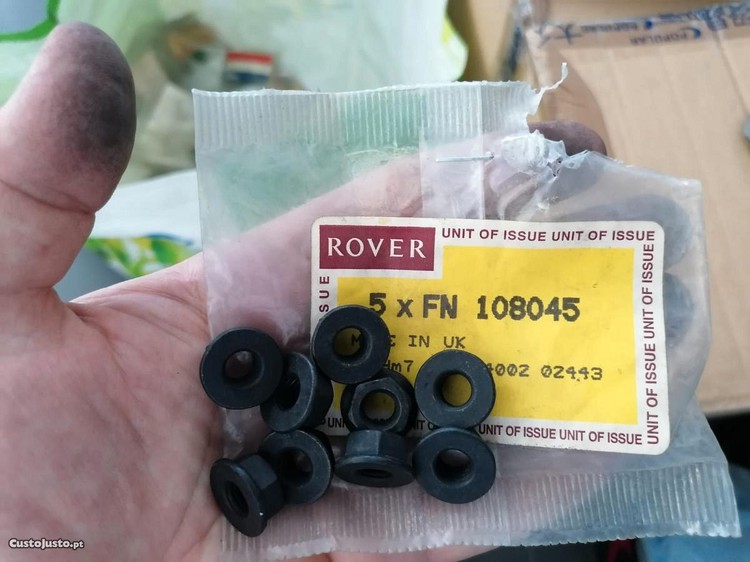 POPULAR
UNIT OF ISSUE UNIT OF ISSUE
ROVER
5 x FN 108045
IN UK
02443
UNIT OF ISSUE UNIT OF ISSUE
ISSUE
UNIT OF ISSUE UNIT OF ISSUE
CustoJusto.pt